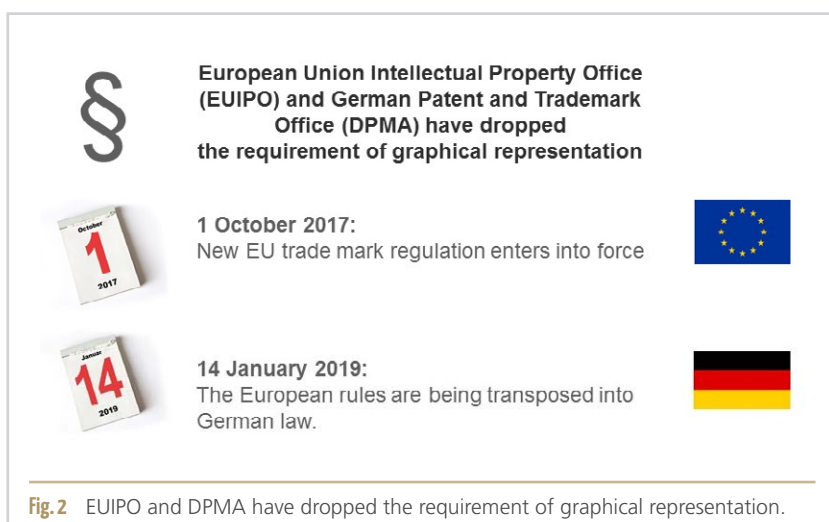 §
European Union Intellectual Property Office
(EUIPO) and German Patent and Trademark
Office (DPMA) have dropped
the requirement of graphical representation
October
1
2017
1 October 2017:
New EU trade mark regulation enters into force
Januar
14
2019
14 January 2019:
The European rules are being transposed into
German law.
Fig. 2 EUIPO and DPMA have dropped the requirement of graphical representation.